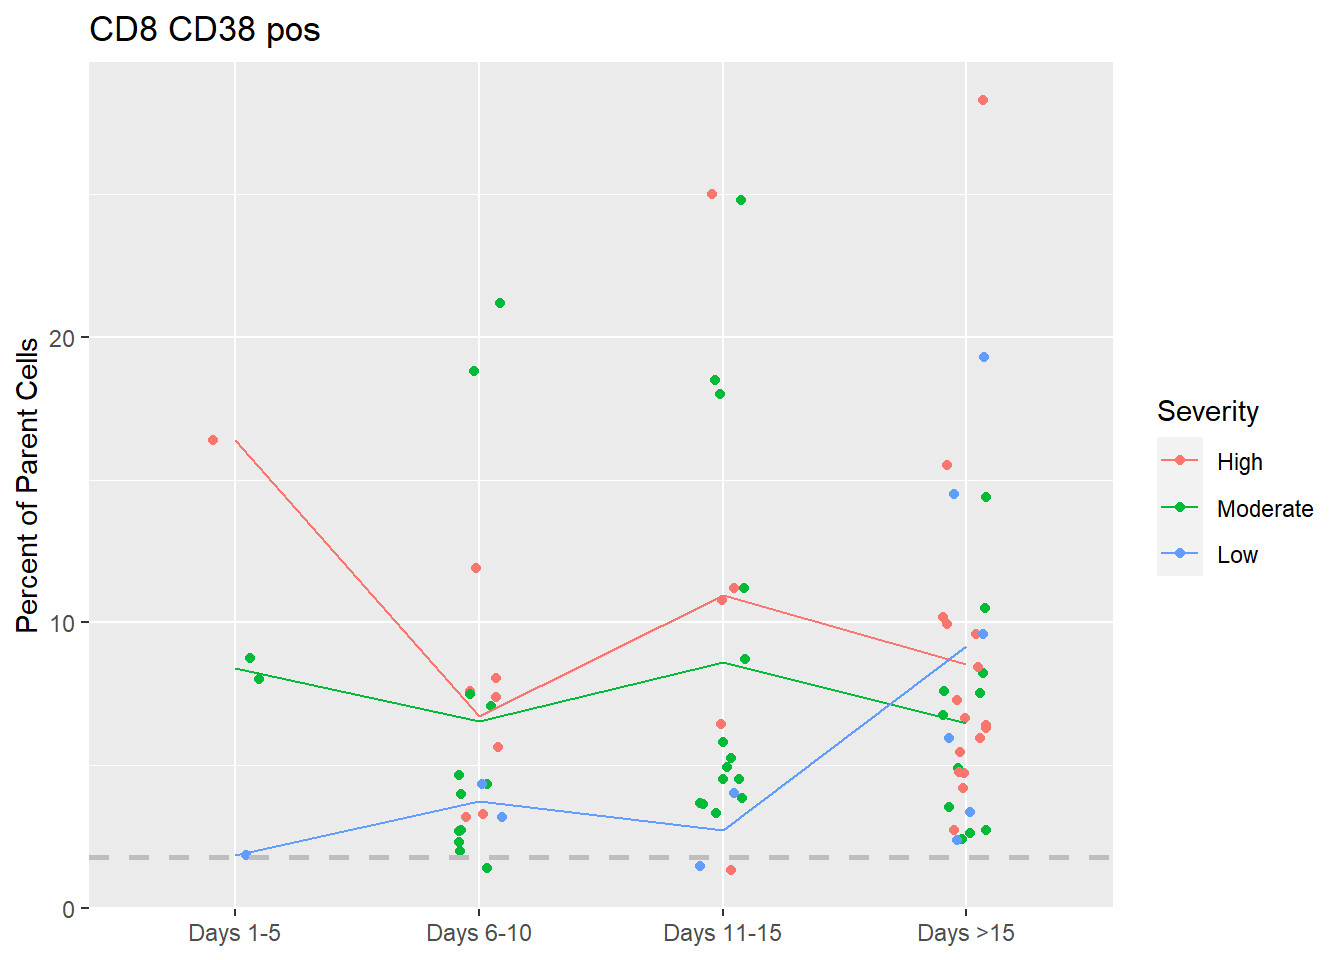 CD8 CD38 pos
Percent of Parent Cells
20
10
0
Days 1-5
Days 6-10
Days 11-15
Days >15
Severity
High
Moderate
Low